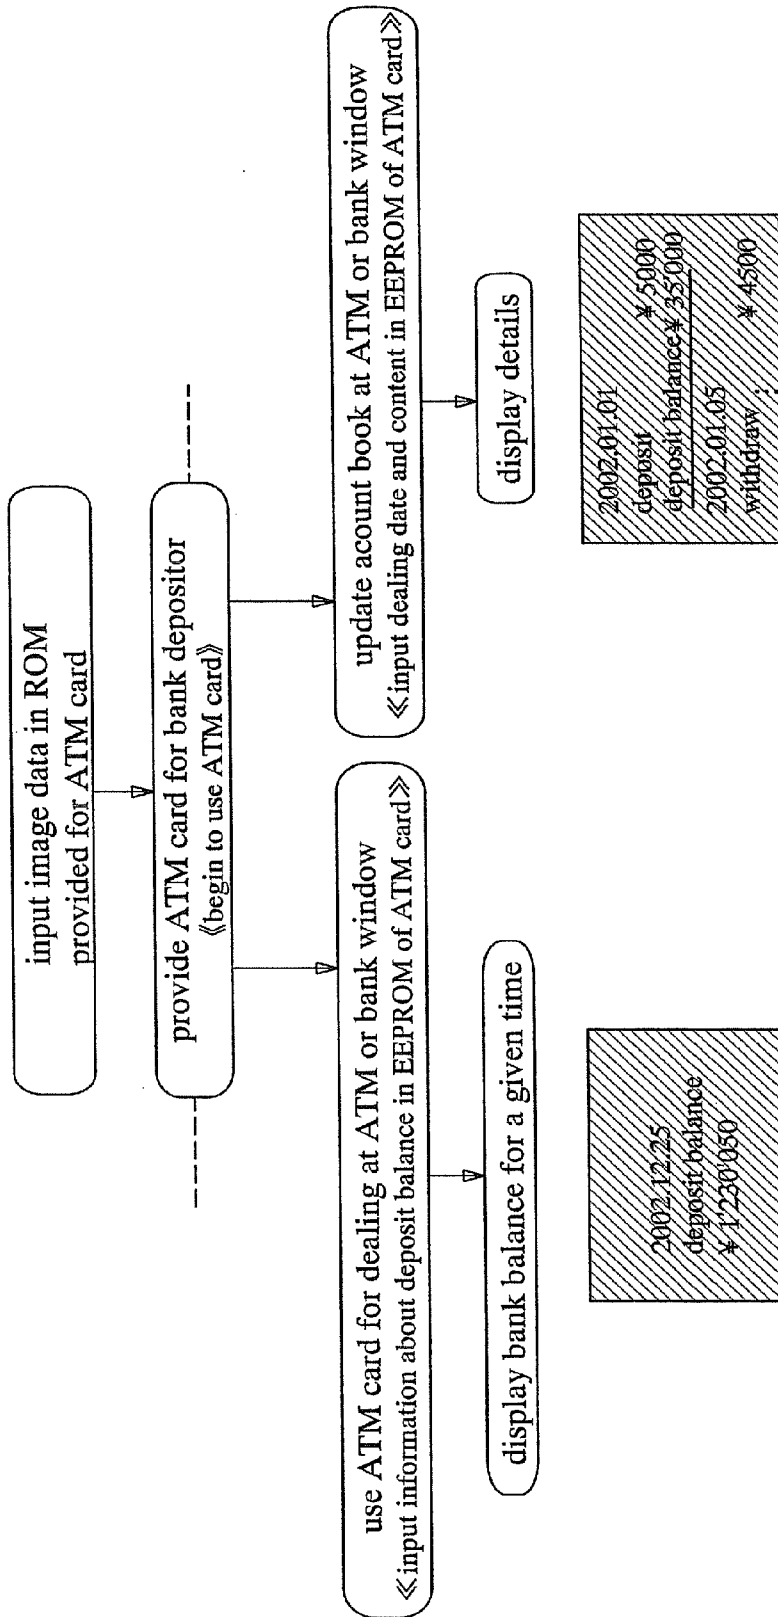 input image data in ROM
provided for ATM card
provide ATM card for bank depositor
《begin to use ATM card》
use ATM card for dealing at ATM or bank window
≪input information about deposit balance in EEPROM of ATM card≫
display bank balance for a given time
2002.12.25
deposit balance
¥1'230'050
update acount book at ATM or bank window
≪input dealing date and content in EEPROM of ATM card≫
display details
2002.01.01
deposit ¥ 5000
deposit balance¥ 35'000
2002.01.05
withdraw ¥ 4500